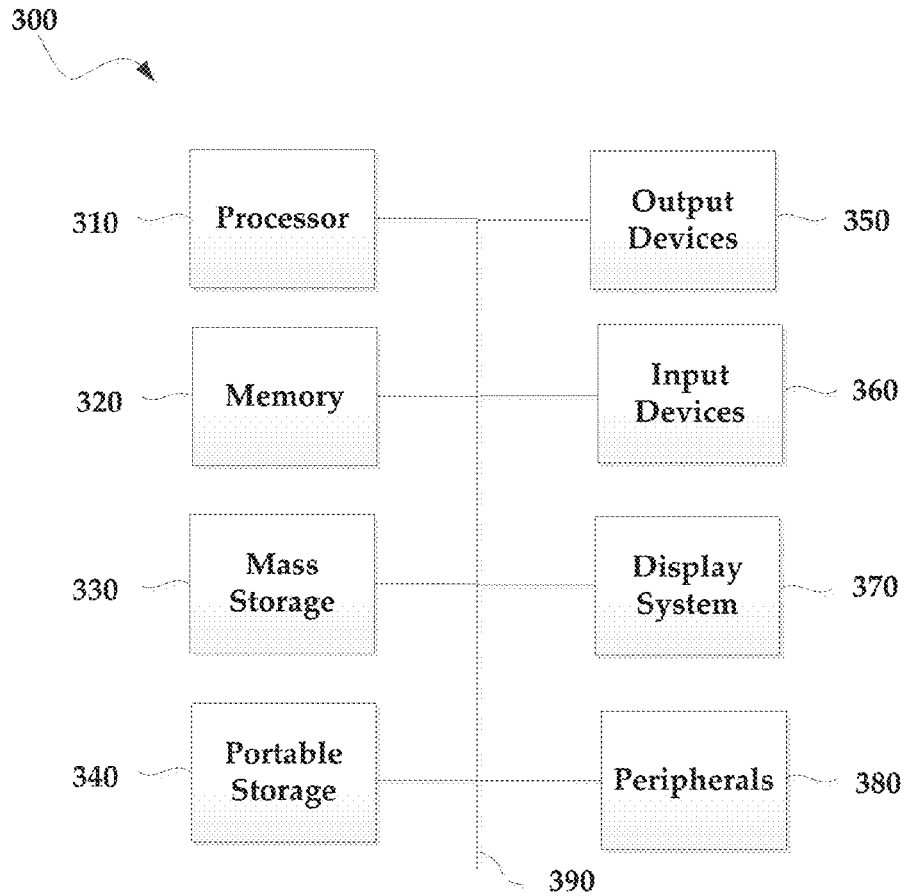 300
310
Processor
Output
Devices
350
320
Memory
Input
Devices
360
330
Mass
Storage
Display
System
370
340
Portable
Storage
Peripherals
380
390